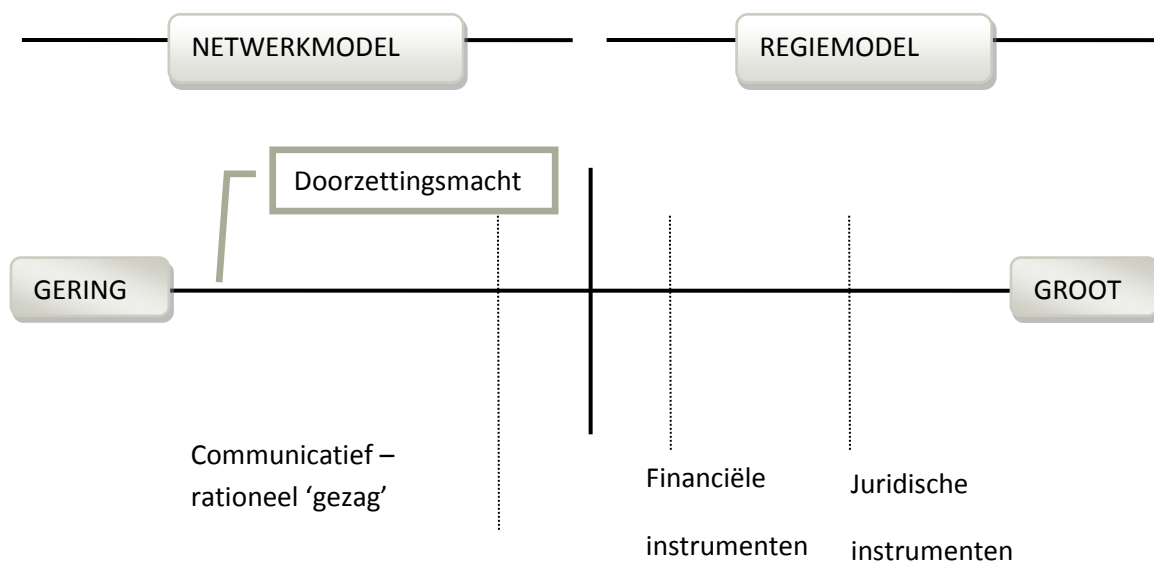 NETWERKMODEL
REGIEMODEL
Doorzettingsmacht
GERING
GROOT
Communicatief –
rationeel ‘gezag’
Financiële
instrumenten
Juridische
instrumenten